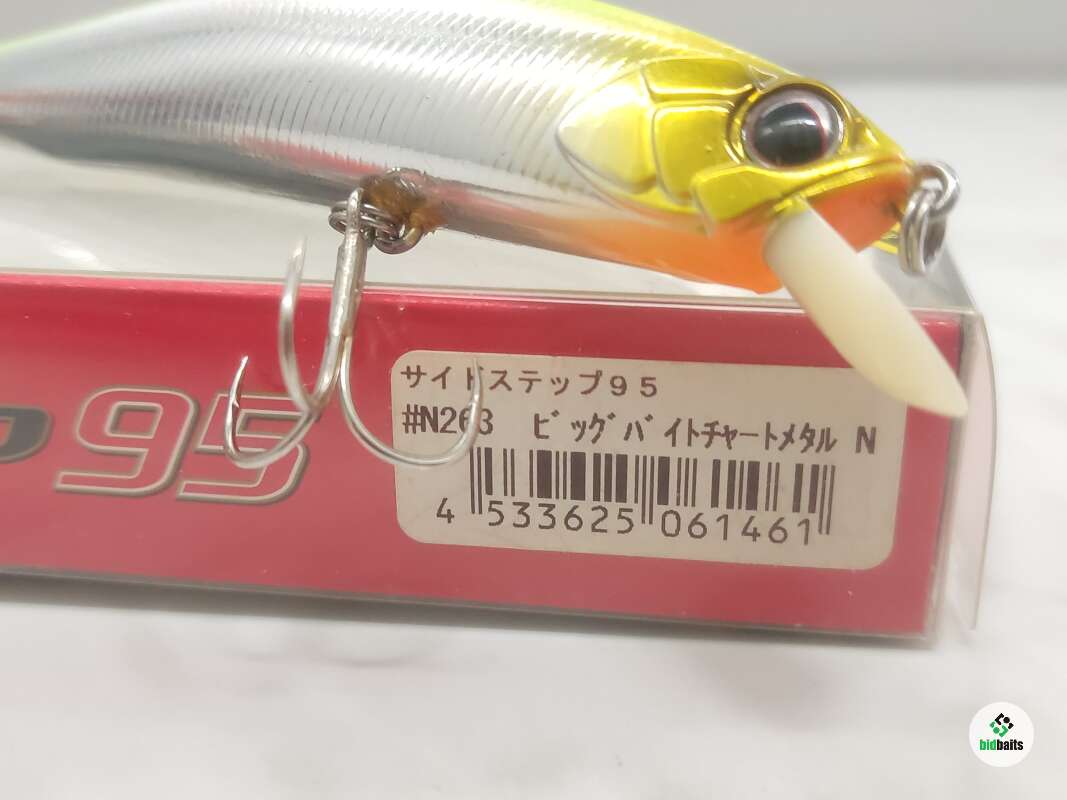 サイドステップ95
#N263 ビッグバイトチャートメタル N
4 533625 061461
95
bidbaits